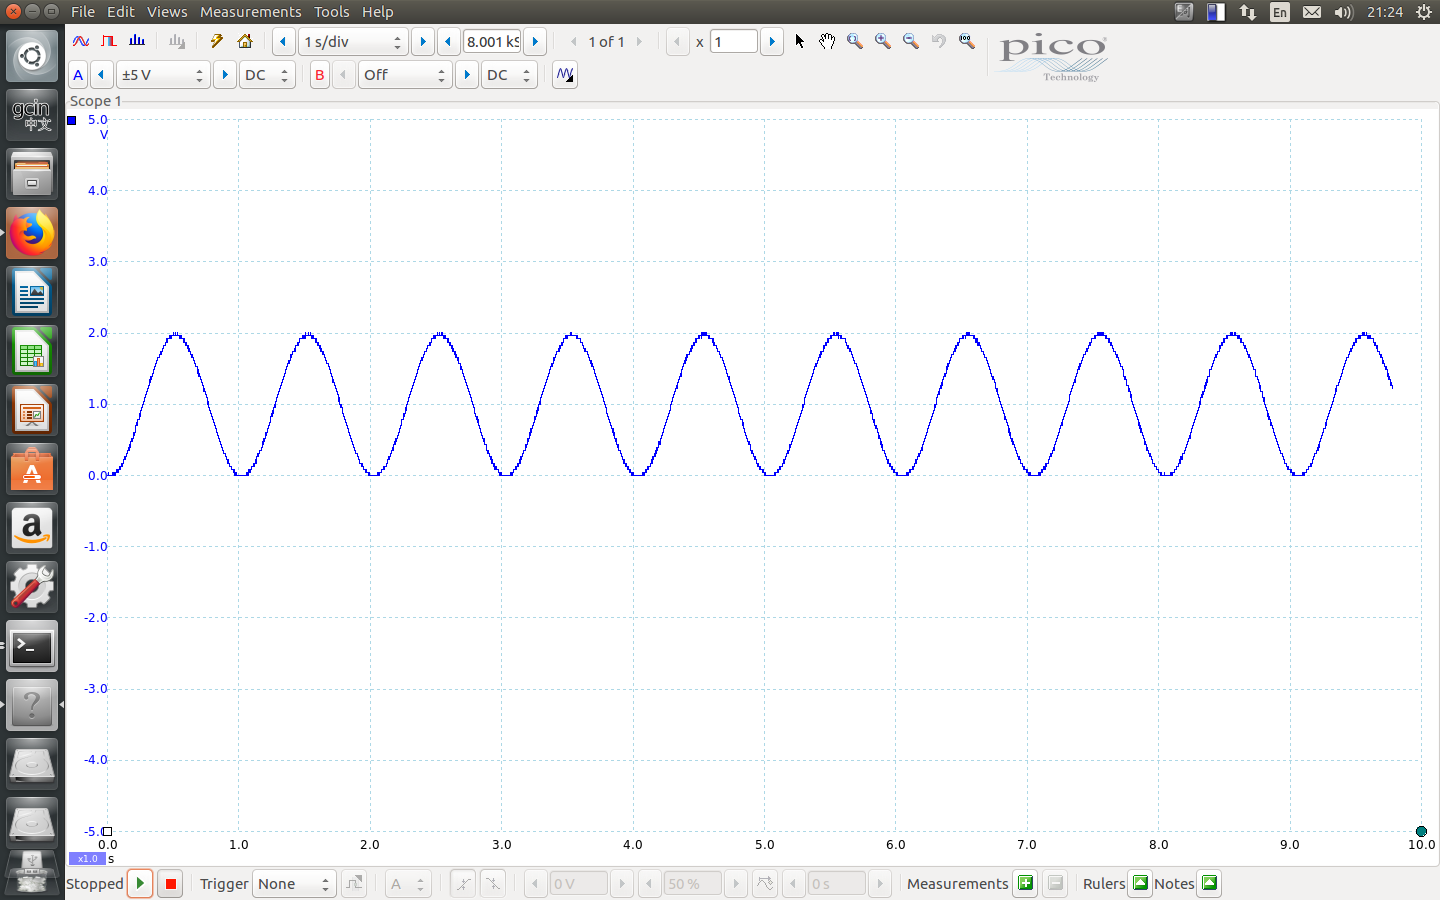 File Edit Views Measurements Tools Help En 21:24
1 s/div 8.001 kS 1 of 1 x 1
pico
Technology
A ±5 V DC B Off DC
gcin
中文
Scope 1
5.0
V
4.0
3.0
2.0
1.0
0.0
-1.0
-2.0
-3.0
-4.0
-5.0
0.0 1.0 2.0 3.0 4.0 5.0 6.0 7.0 8.0 9.0 10.0
x1.0 s
Stopped Trigger None A 0 V 50 % 0 s Measurements Rulers Notes